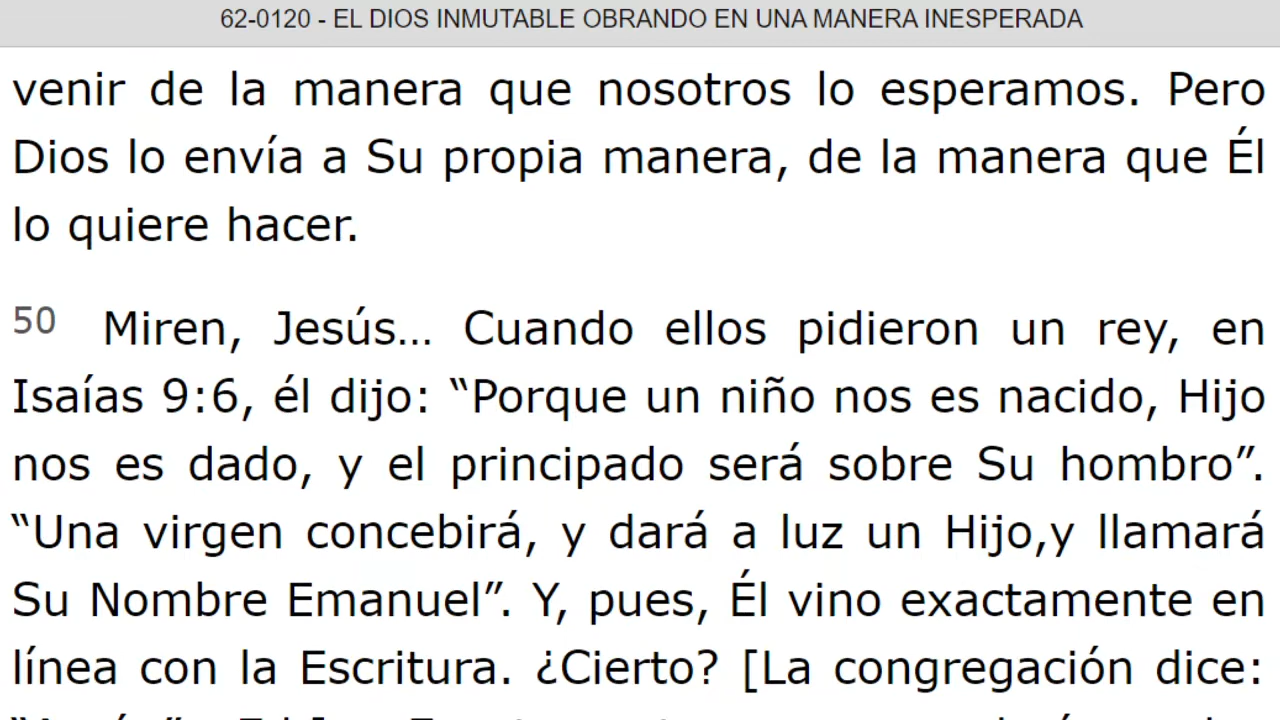 62-0120 - EL DIOS INMUTABLE OBRANDO EN UNA MANERA INESPERADA
venir de la manera que nosotros lo esperamos. Pero
Dios lo envía a Su propia manera, de la manera que Él
lo quiere hacer.
50 Miren, Jesús… Cuando ellos pidieron un rey, en
Isaías 9:6, él dijo: “Porque un niño nos es nacido, Hijo
nos es dado, y el principado será sobre Su hombro”.
“Una virgen concebirá, y dará a luz un Hijo,y llamará
Su Nombre Emanuel”. Y, pues, Él vino exactamente en
línea con la Escritura. ¿Cierto? [La congregación dice: